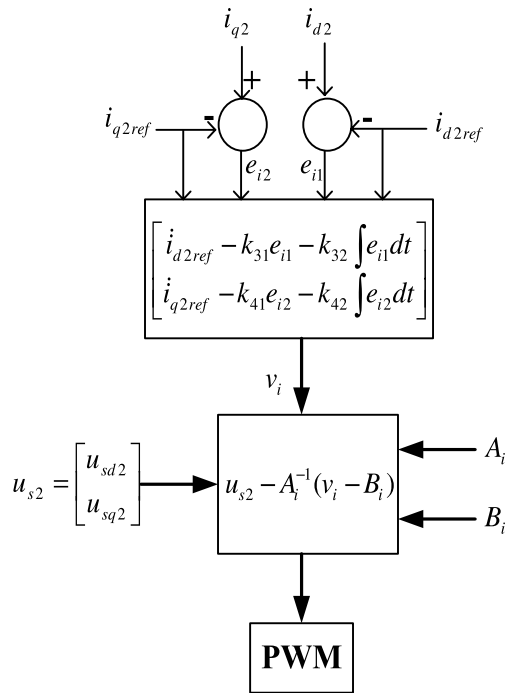 i_{q2} i_{d2}
+ +
i_{q2ref} - - i_{d2ref}
e_{i2} e_{i1}
\dot{i}_{d2ref} - k_{31}e_{i1} - k_{32}∫e_{i1}dt
\dot{i}_{q2ref} - k_{41}e_{i2} - k_{42}∫e_{i2}dt
v_i
u_{s2} = [u_{sd2}
u_{sq2}]
u_{s2} - A_i^{-1}(v_i - B_i)
A_i
B_i
PWM